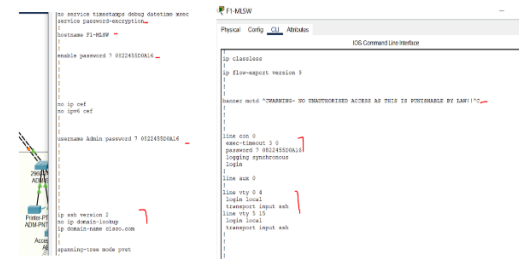 no service timestamps debug datetime msec
service password-encryption
hostname F1-MLSW
enable password 7 0822455D0A16
no ip cef
no ipv6 cef
username Admin password 7 0822455D0A16
ip ssh version 2
no ip domain-lookup
ip domain-name cisco.com
spanning-tree mode pvst
Printer-PT
ADM-PNT
F1-MLSW
Physical Config CLI Attributes
IOS Command Line Interface
ip classless
ip flow-export version 9
banner motd ^CWARNING- NO UNAUTHORISED ACCESS AS THIS IS PUNISHABLE BY LAW!!^C
line con 0
exec-timeout 3 0
password 7 0822455D0A16
logging synchronous
login
line aux 0
line vty 0 4
login local
transport input ssh
line vty 5 15
login local
transport input ssh